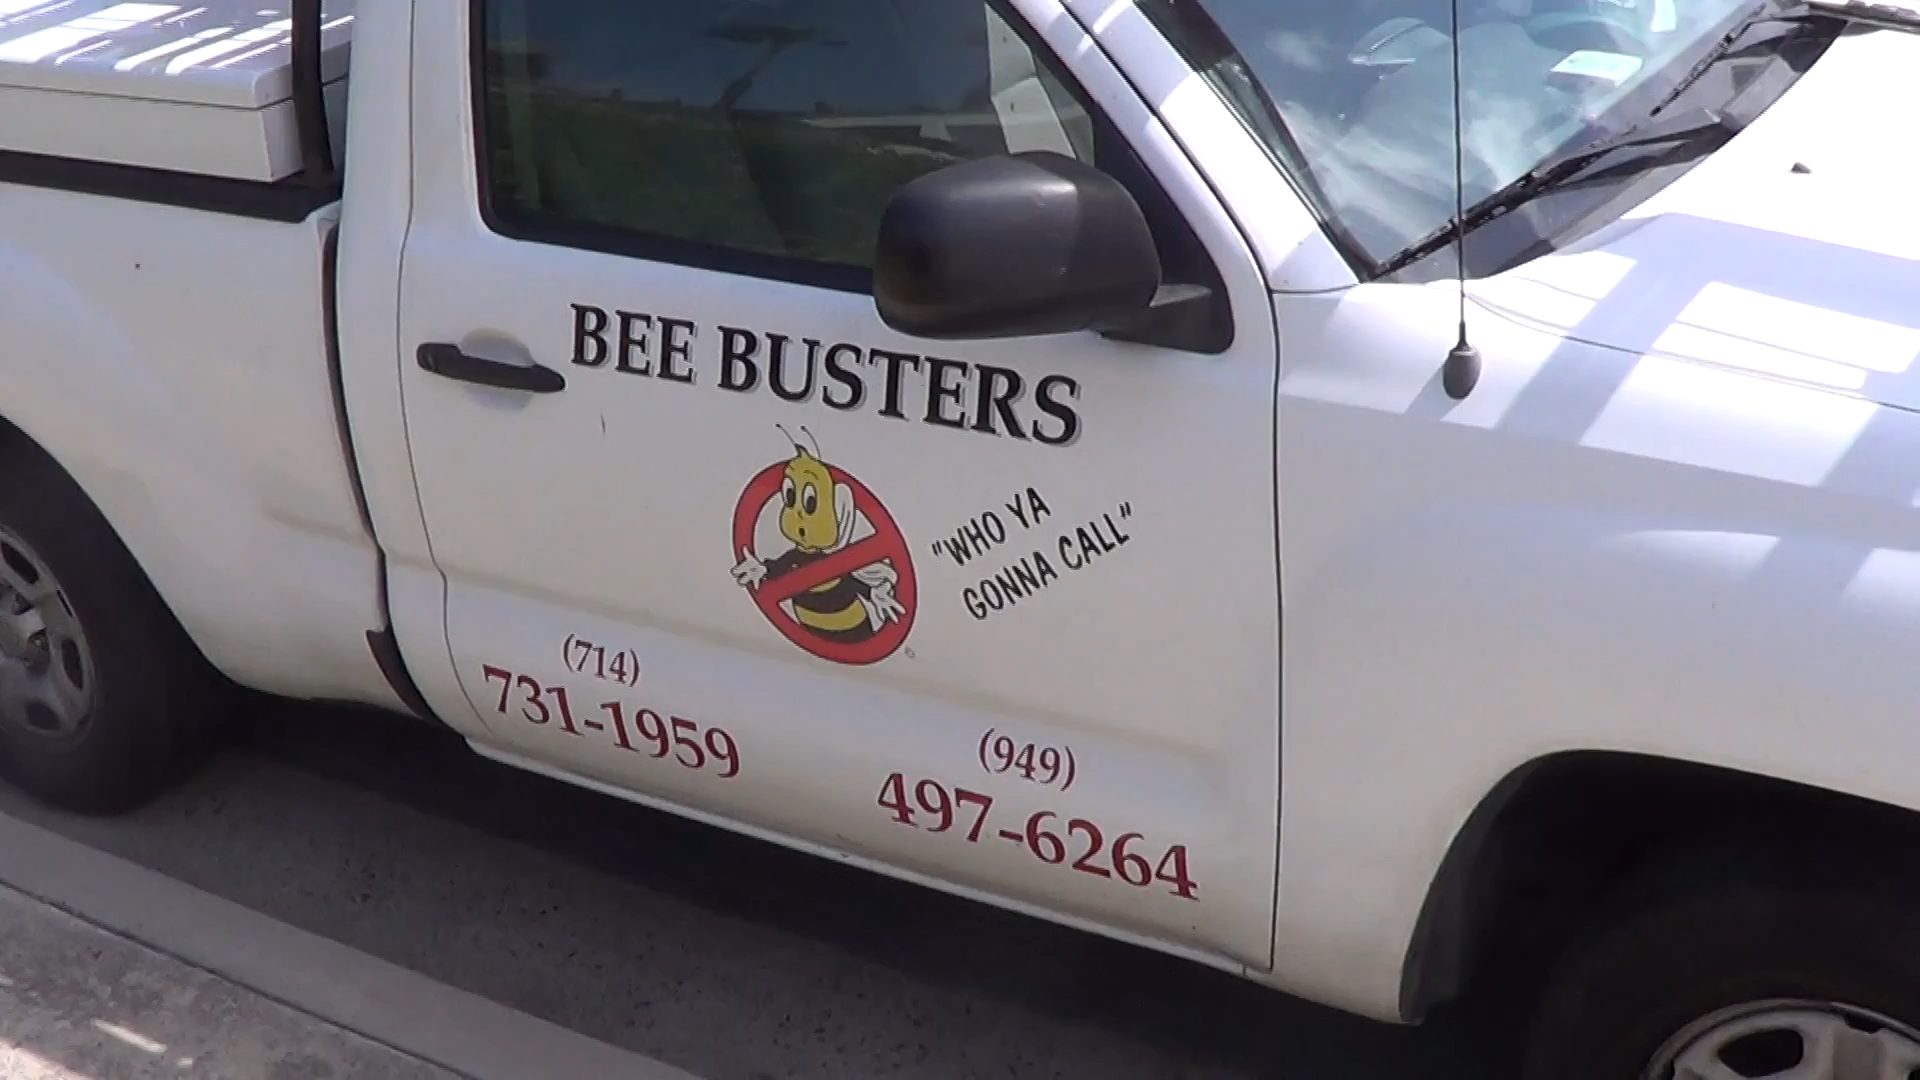 BEE BUSTERS
"WHO YA
GONNA CALL"
®
(714)
731-1959
(949)
497-6264